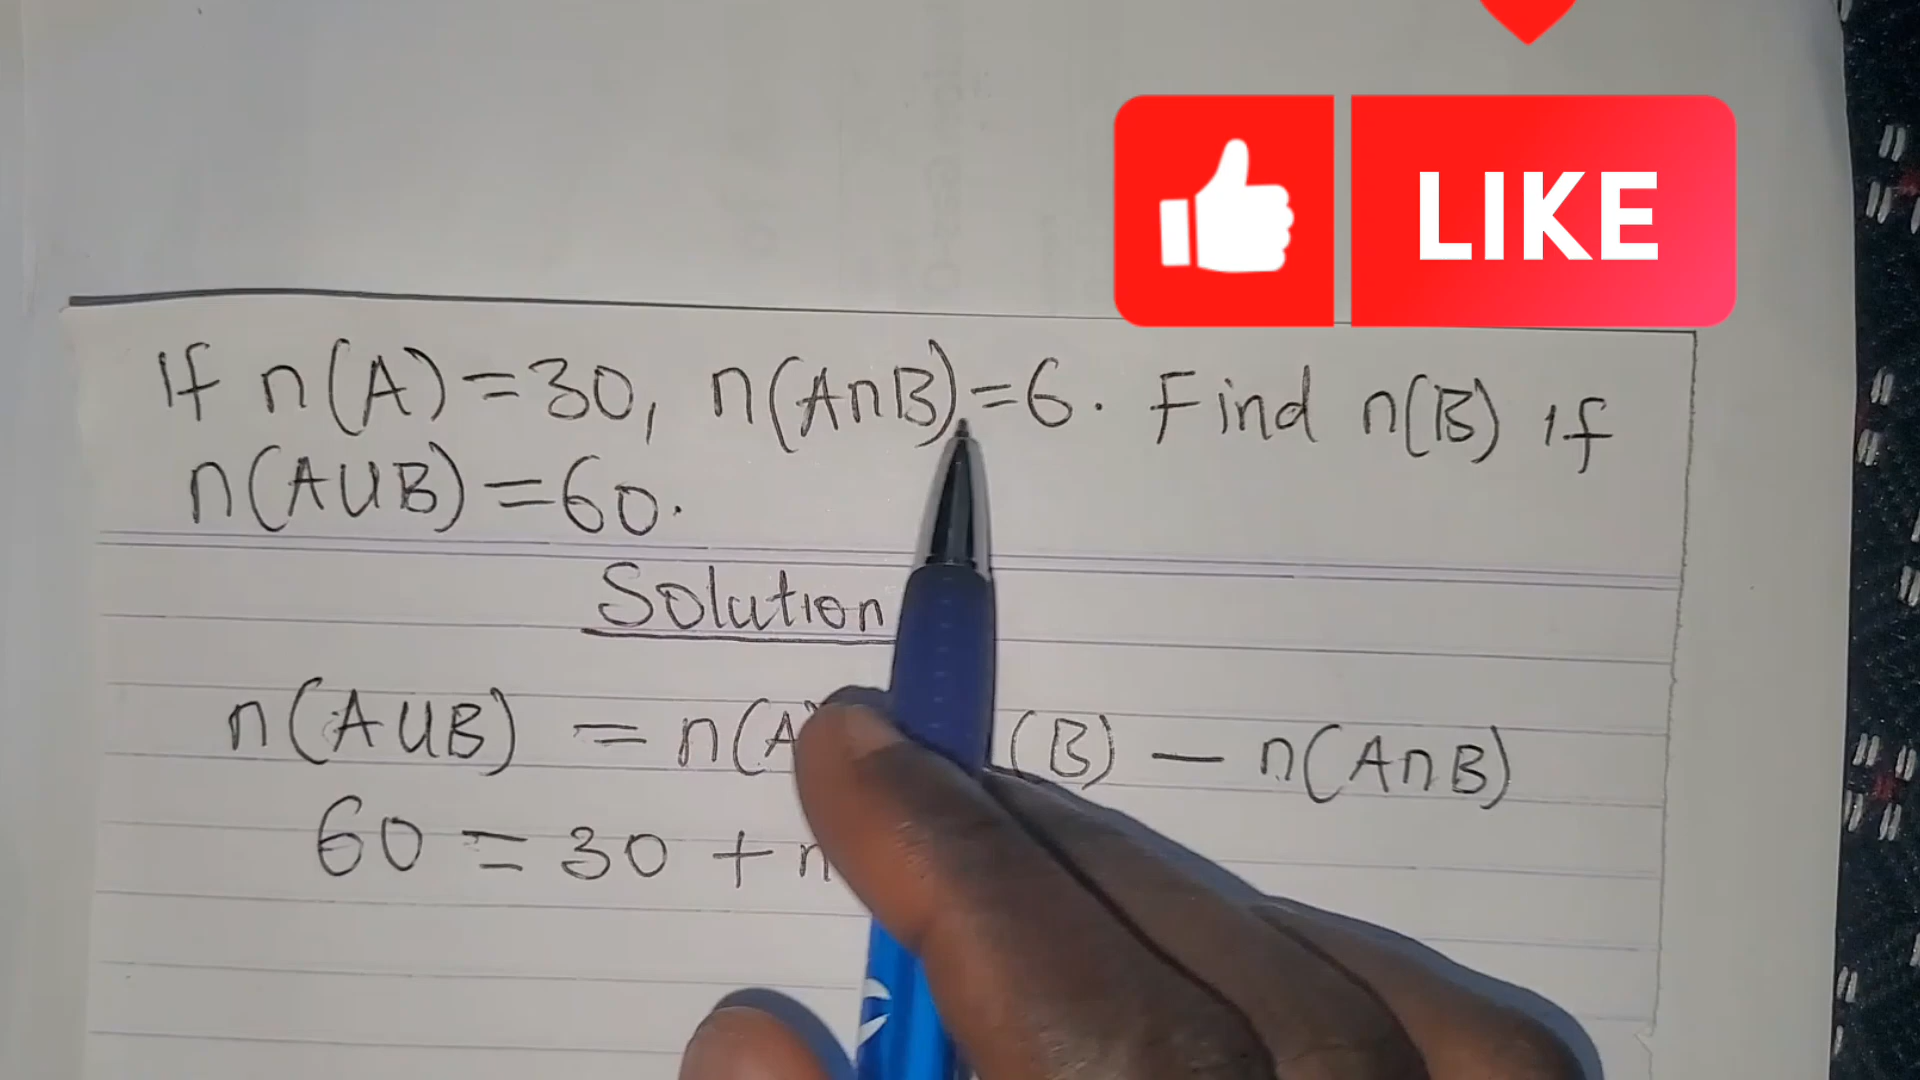 LIKE
If n(A)=30, n(A∩B)=6. Find n(B) if
n(A∪B)=60.
Solution
n(A∪B) = n(A) (B) — n(A∩B)
60 = 30 + n